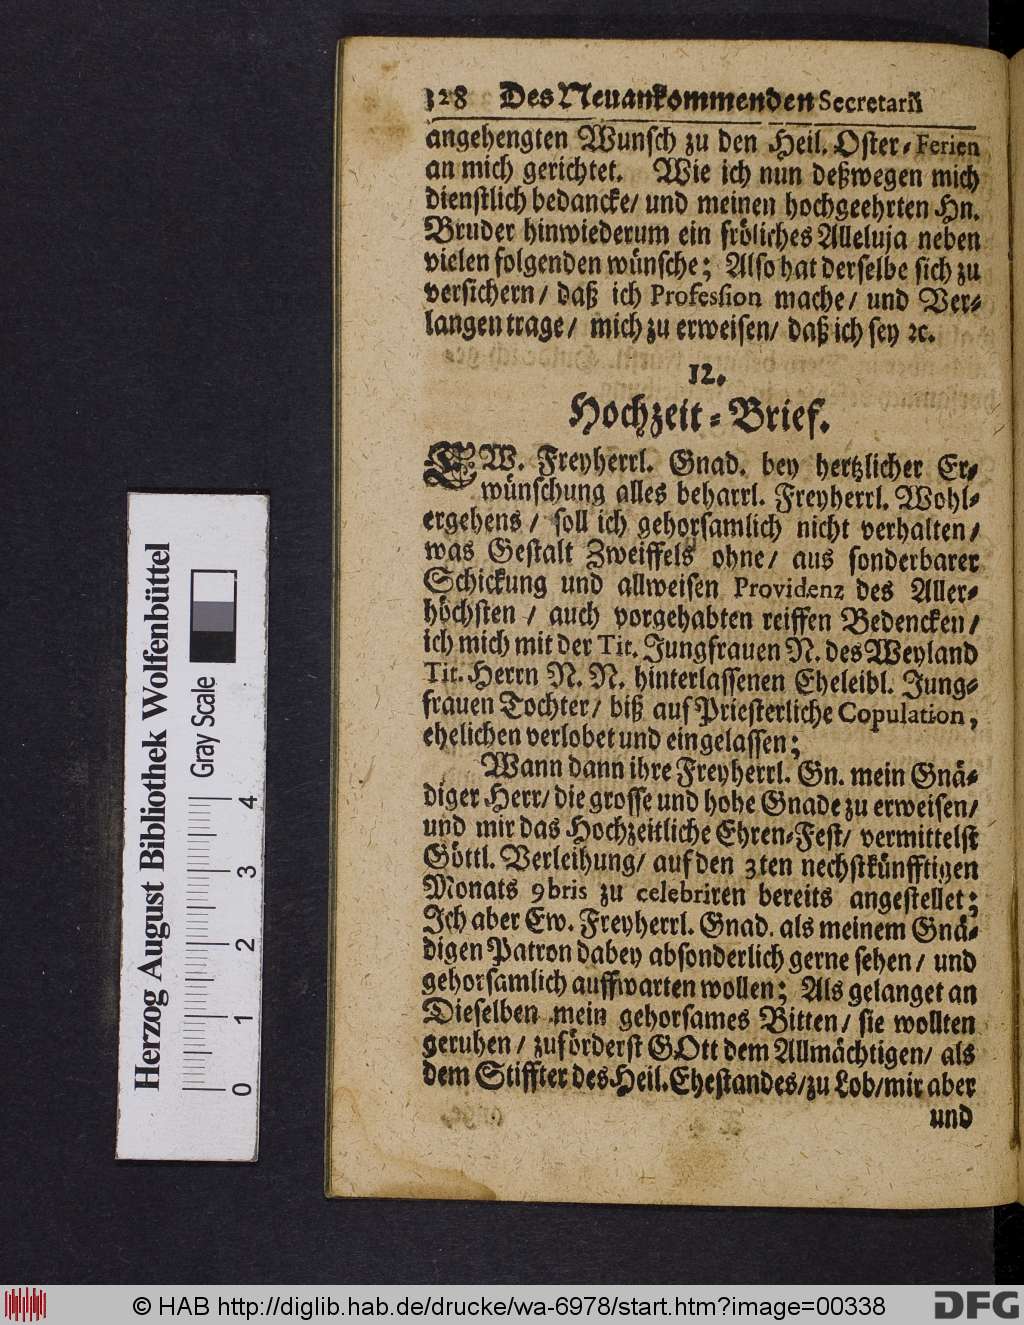 328 Des Neuankommenden Secretarii
angehengten Wunsch zu den Heil. Oster-Ferien
an mich gerichtet. Wie ich nun deßwegen mich
dienstlich bedancke/ und meinen hochgeehrten Hn.
Bruder hinwiederum ein fröliches Alleluja neben
vielen folgenden wünsche; Also hat derselbe sich zu
versichern/ daß ich Profession mache/ und Ver-
langen trage/ mich zu erweisen/ daß ich sey ꝛc.
12.
Hochzeit-Brief.
EW. Freyherrl. Gnad. bey hertzlicher Er-
wünschung alles beharrl. Freyherrl. Wohl-
ergehens/ soll ich gehorsamlich nicht verhalten/
was Gestalt Zweiffels ohne/ aus sonderbarer
Schickung und allweisen Providenz des Aller-
höchsten/ auch vorgehabten reiffen Bedencken/
ich mich mit der Tit. Jungfrauen N. des Weyland
Tit. Herrn N. N. hinterlassenen Eheleibl. Jung-
frauen Tochter/ biß auf Priesterliche Copulation,
ehelichen verlobet und eingelassen;
Wann dann ihre Freyherrl. Gn. mein Gnä-
diger Herr/ die grosse und hohe Gnade zu erweisen/
und mir das Hochzeitliche Ehren-Fest/ vermittelst
Göttl. Verleihung/ auf den 3ten nechstkünfftigen
Monats 9bris zu celebriren bereits angestellet;
Ich aber Ew. Freyherrl. Gnad. als meinem Gnä-
digen Patron dabey absonderlich gerne sehen/ und
gehorsamlich auffwarten wollen; Als gelanget an
Dieselben mein gehorsames Bitten/ sie wollten
geruhen/ zuförderst GOtt dem Allmächtigen/ als
dem Stiffter des Heil. Ehestandes/ zu Lob/ mir aber
und
Herzog August Bibliothek Wolfenbüttel
Gray Scale
0 1 2 3 4
© HAB http://diglib.hab.de/drucke/wa-6978/start.htm?image=00338
DFG